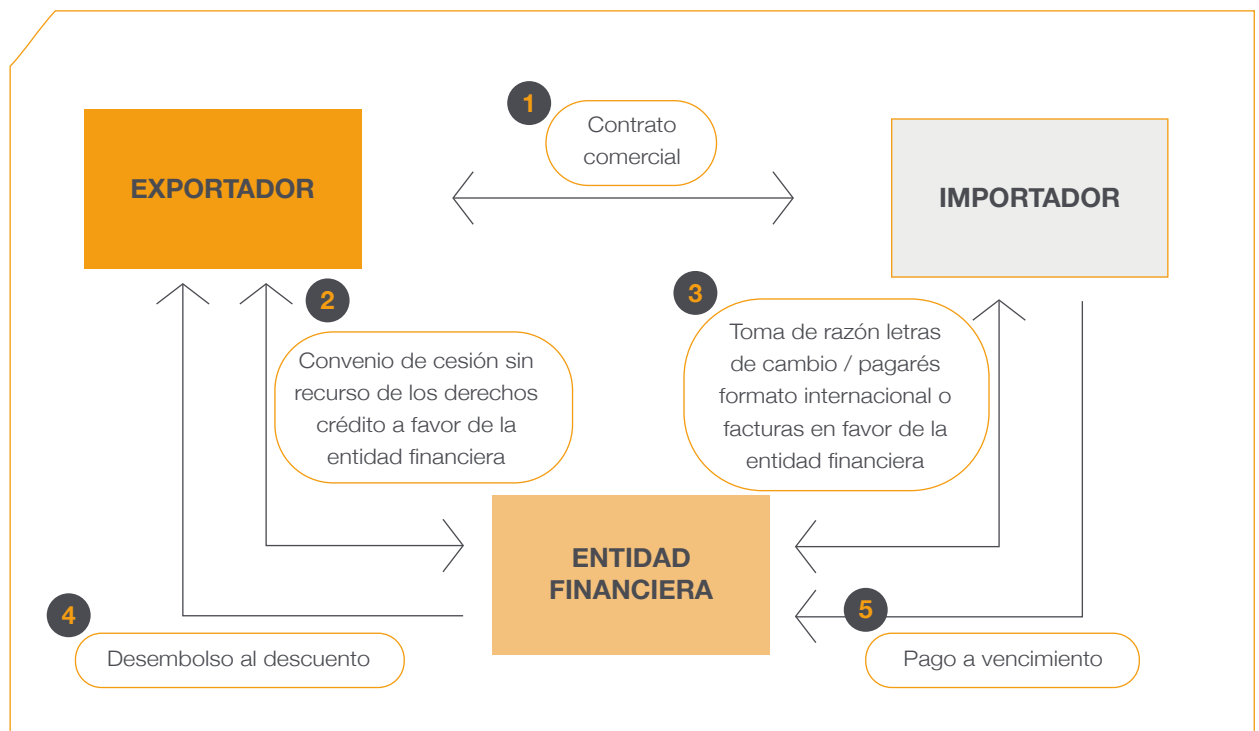 1
Contrato
comercial
EXPORTADOR
IMPORTADOR
2
Convenio de cesión sin
recurso de los derechos
crédito a favor de la
entidad financiera
3
Toma de razón letras
de cambio / pagarés
formato internacional o
facturas en favor de la
entidad financiera
ENTIDAD
FINANCIERA
4
Desembolso al descuento
5
Pago a vencimiento